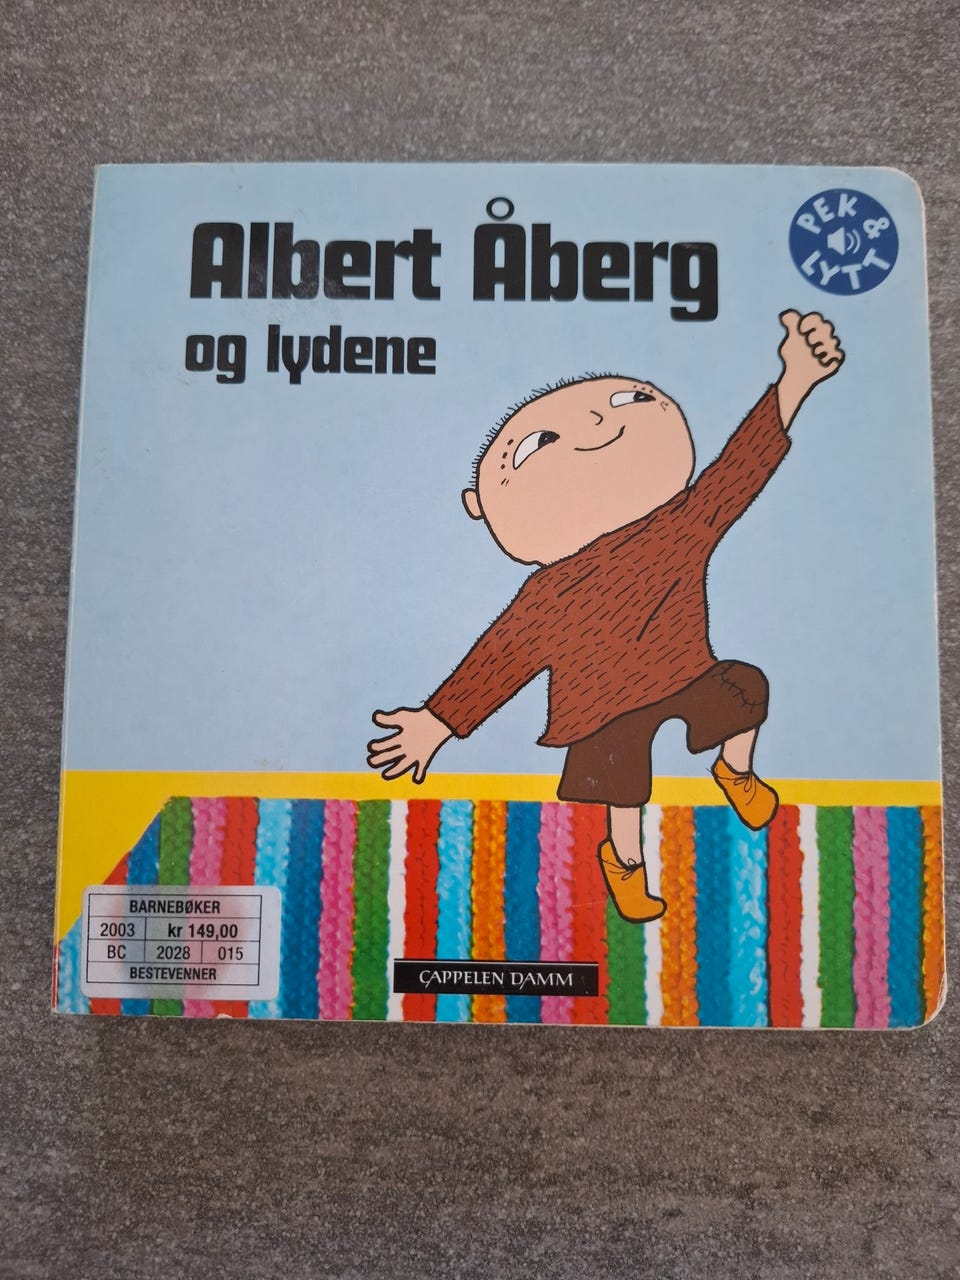 Albert Åberg
og lydene
PEK &
LYTT
BARNEBØKER
2003 kr 149,00
BC 2028 015
BESTEVENNER
CAPPELEN DAMM